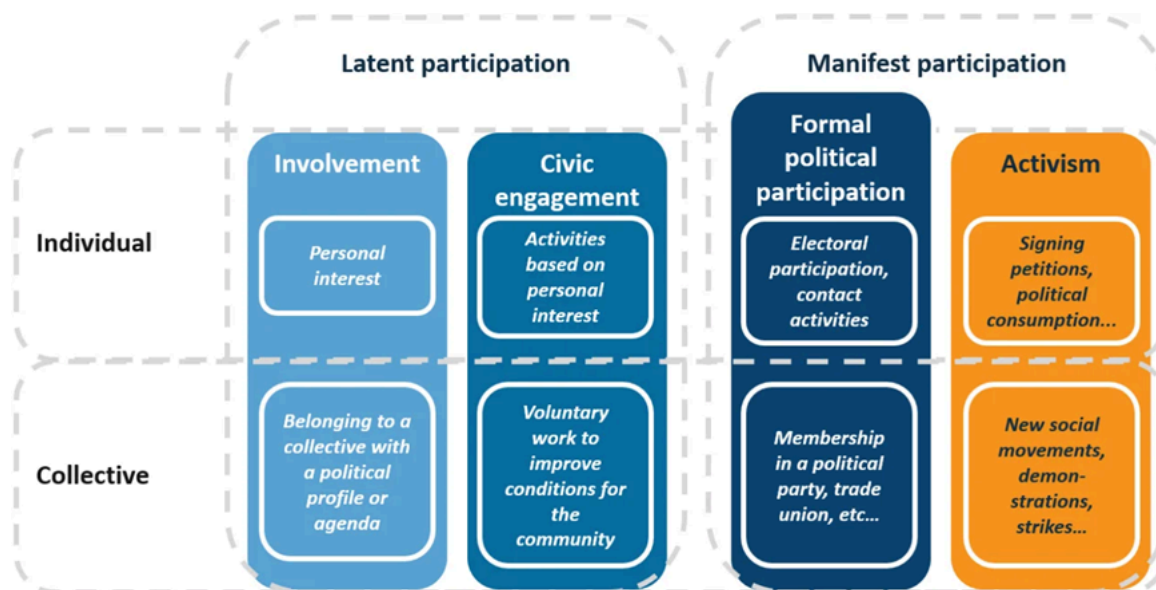 Latent participation
Manifest participation
Involvement
Civic
engagement
Formal
political
participation
Activism
Individual
Personal
interest
Activities
based on
personal
interest
Electoral
participation,
contact
activities
Signing
petitions,
political
consumption...
Collective
Belonging to a
collective with
a political
profile or
agenda
Voluntary
work to
improve
conditions for
the
community
Membership
in a political
party, trade
union, etc...
New social
movements,
demon-
strations,
strikes...